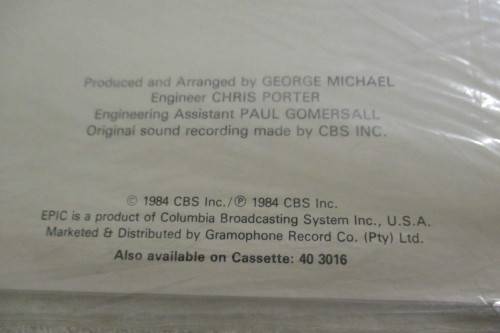 Produced and Arranged by GEORGE MICHAEL
Engineer CHRIS PORTER
Engineering Assistant PAUL GOMERSALL
Original sound recording made by CBS INC.
© 1984 CBS Inc./℗ 1984 CBS Inc.
EPIC is a product of Columbia Broadcasting System Inc., U.S.A.
Marketed & Distributed by Gramophone Record Co. (Pty) Ltd.
Also available on Cassette: 40 3016